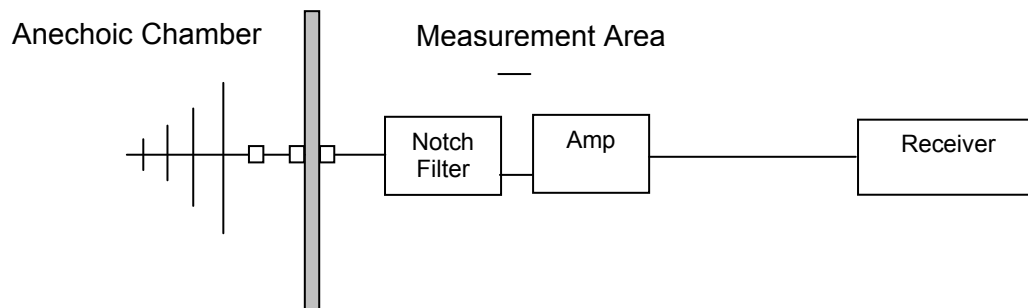 Anechoic Chamber
Measurement Area
Notch
Filter
Amp
Receiver